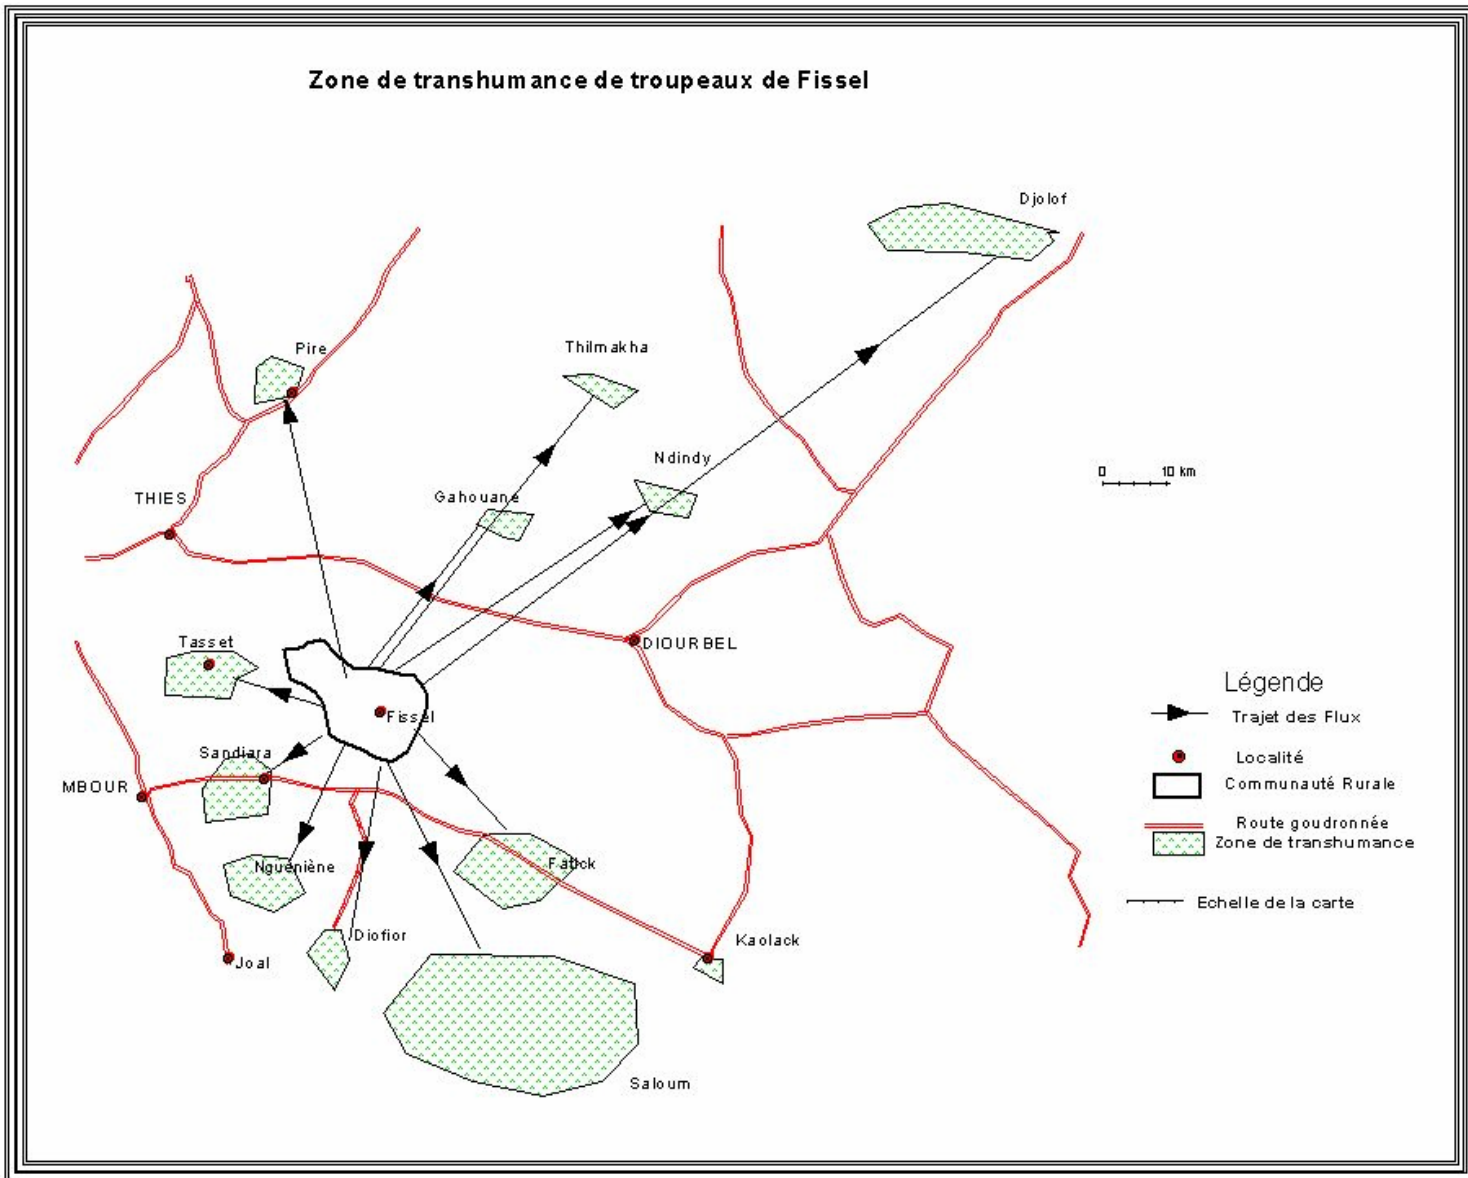 Zone de transhumance de troupeaux de Fissel
Djolof
Pire
Thilmakha
Ndindy
0 10 km
THIES
Gahouane
Tasset
DIOURBEL
Fissel
Sandiara
MBOUR
Nguéniène
Fatick
Diofior
Joal
Kaolack
Saloum
Légende
Trajet des Flux
Localité
Communauté Rurale
Route goudronnée
Zone de transhumance
Echelle de la carte